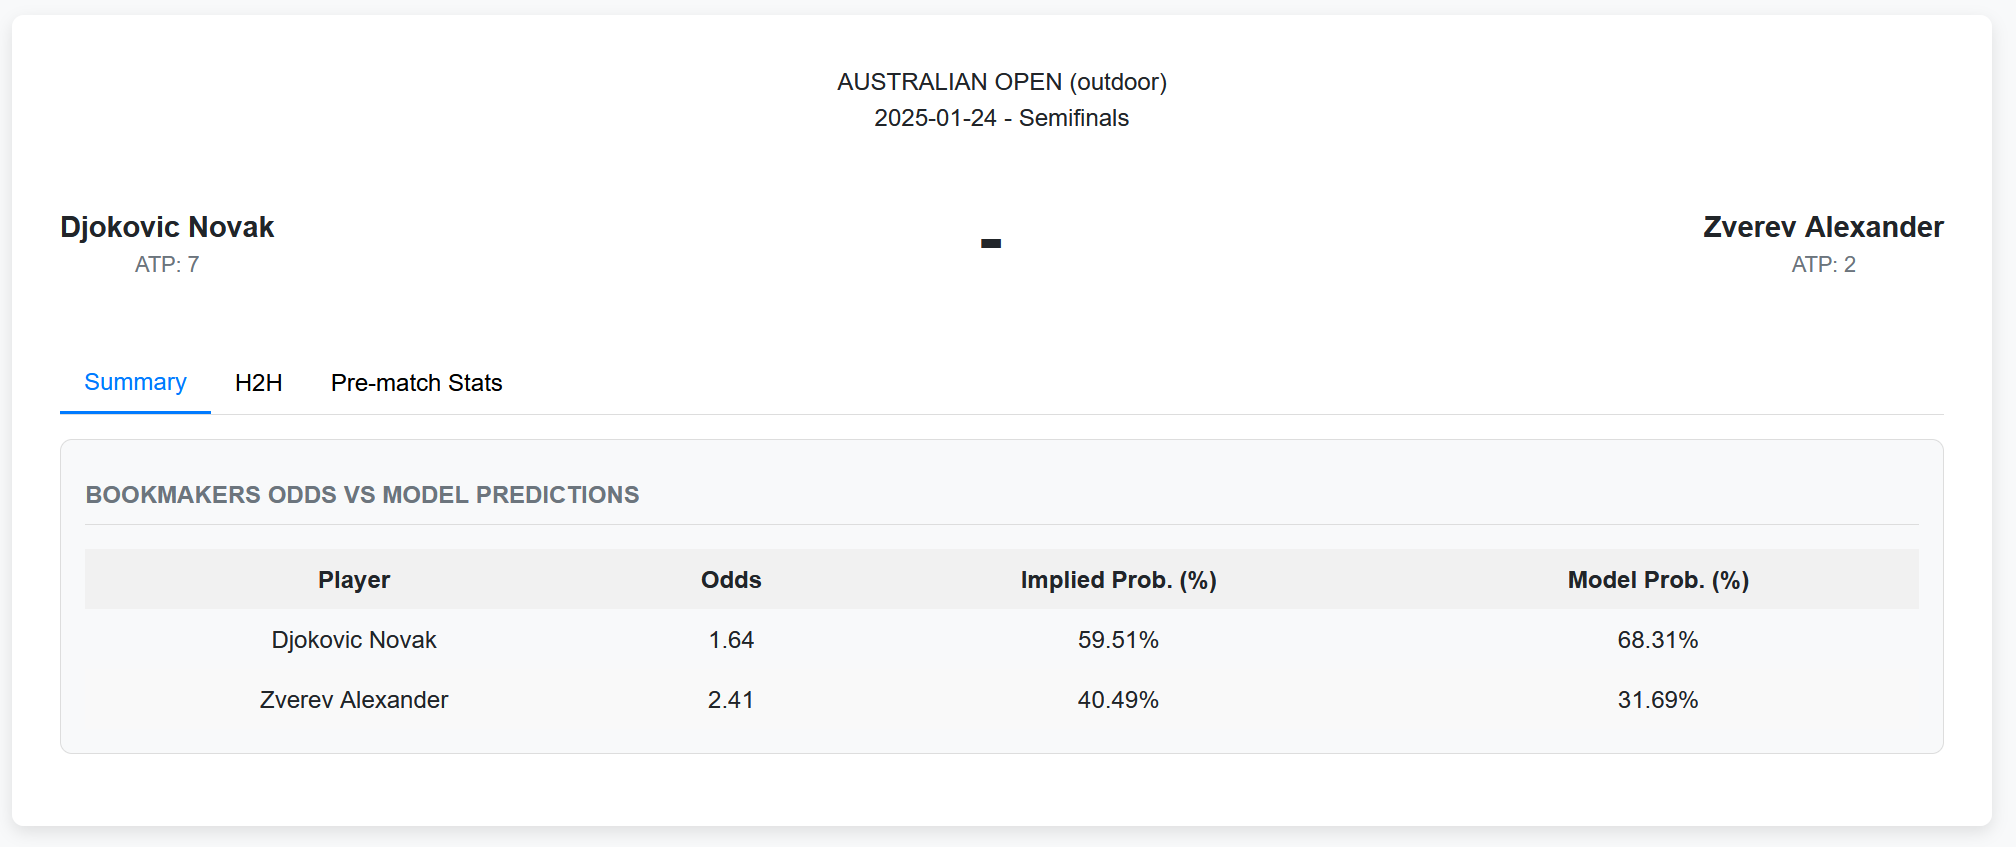 AUSTRALIAN OPEN (outdoor)
2025-01-24 - Semifinals
Djokovic Novak - Zverev Alexander
ATP: 7 ATP: 2
Summary H2H Pre-match Stats
BOOKMAKERS ODDS VS MODEL PREDICTIONS
Player Odds Implied Prob. (%) Model Prob. (%)
Djokovic Novak 1.64 59.51% 68.31%
Zverev Alexander 2.41 40.49% 31.69%